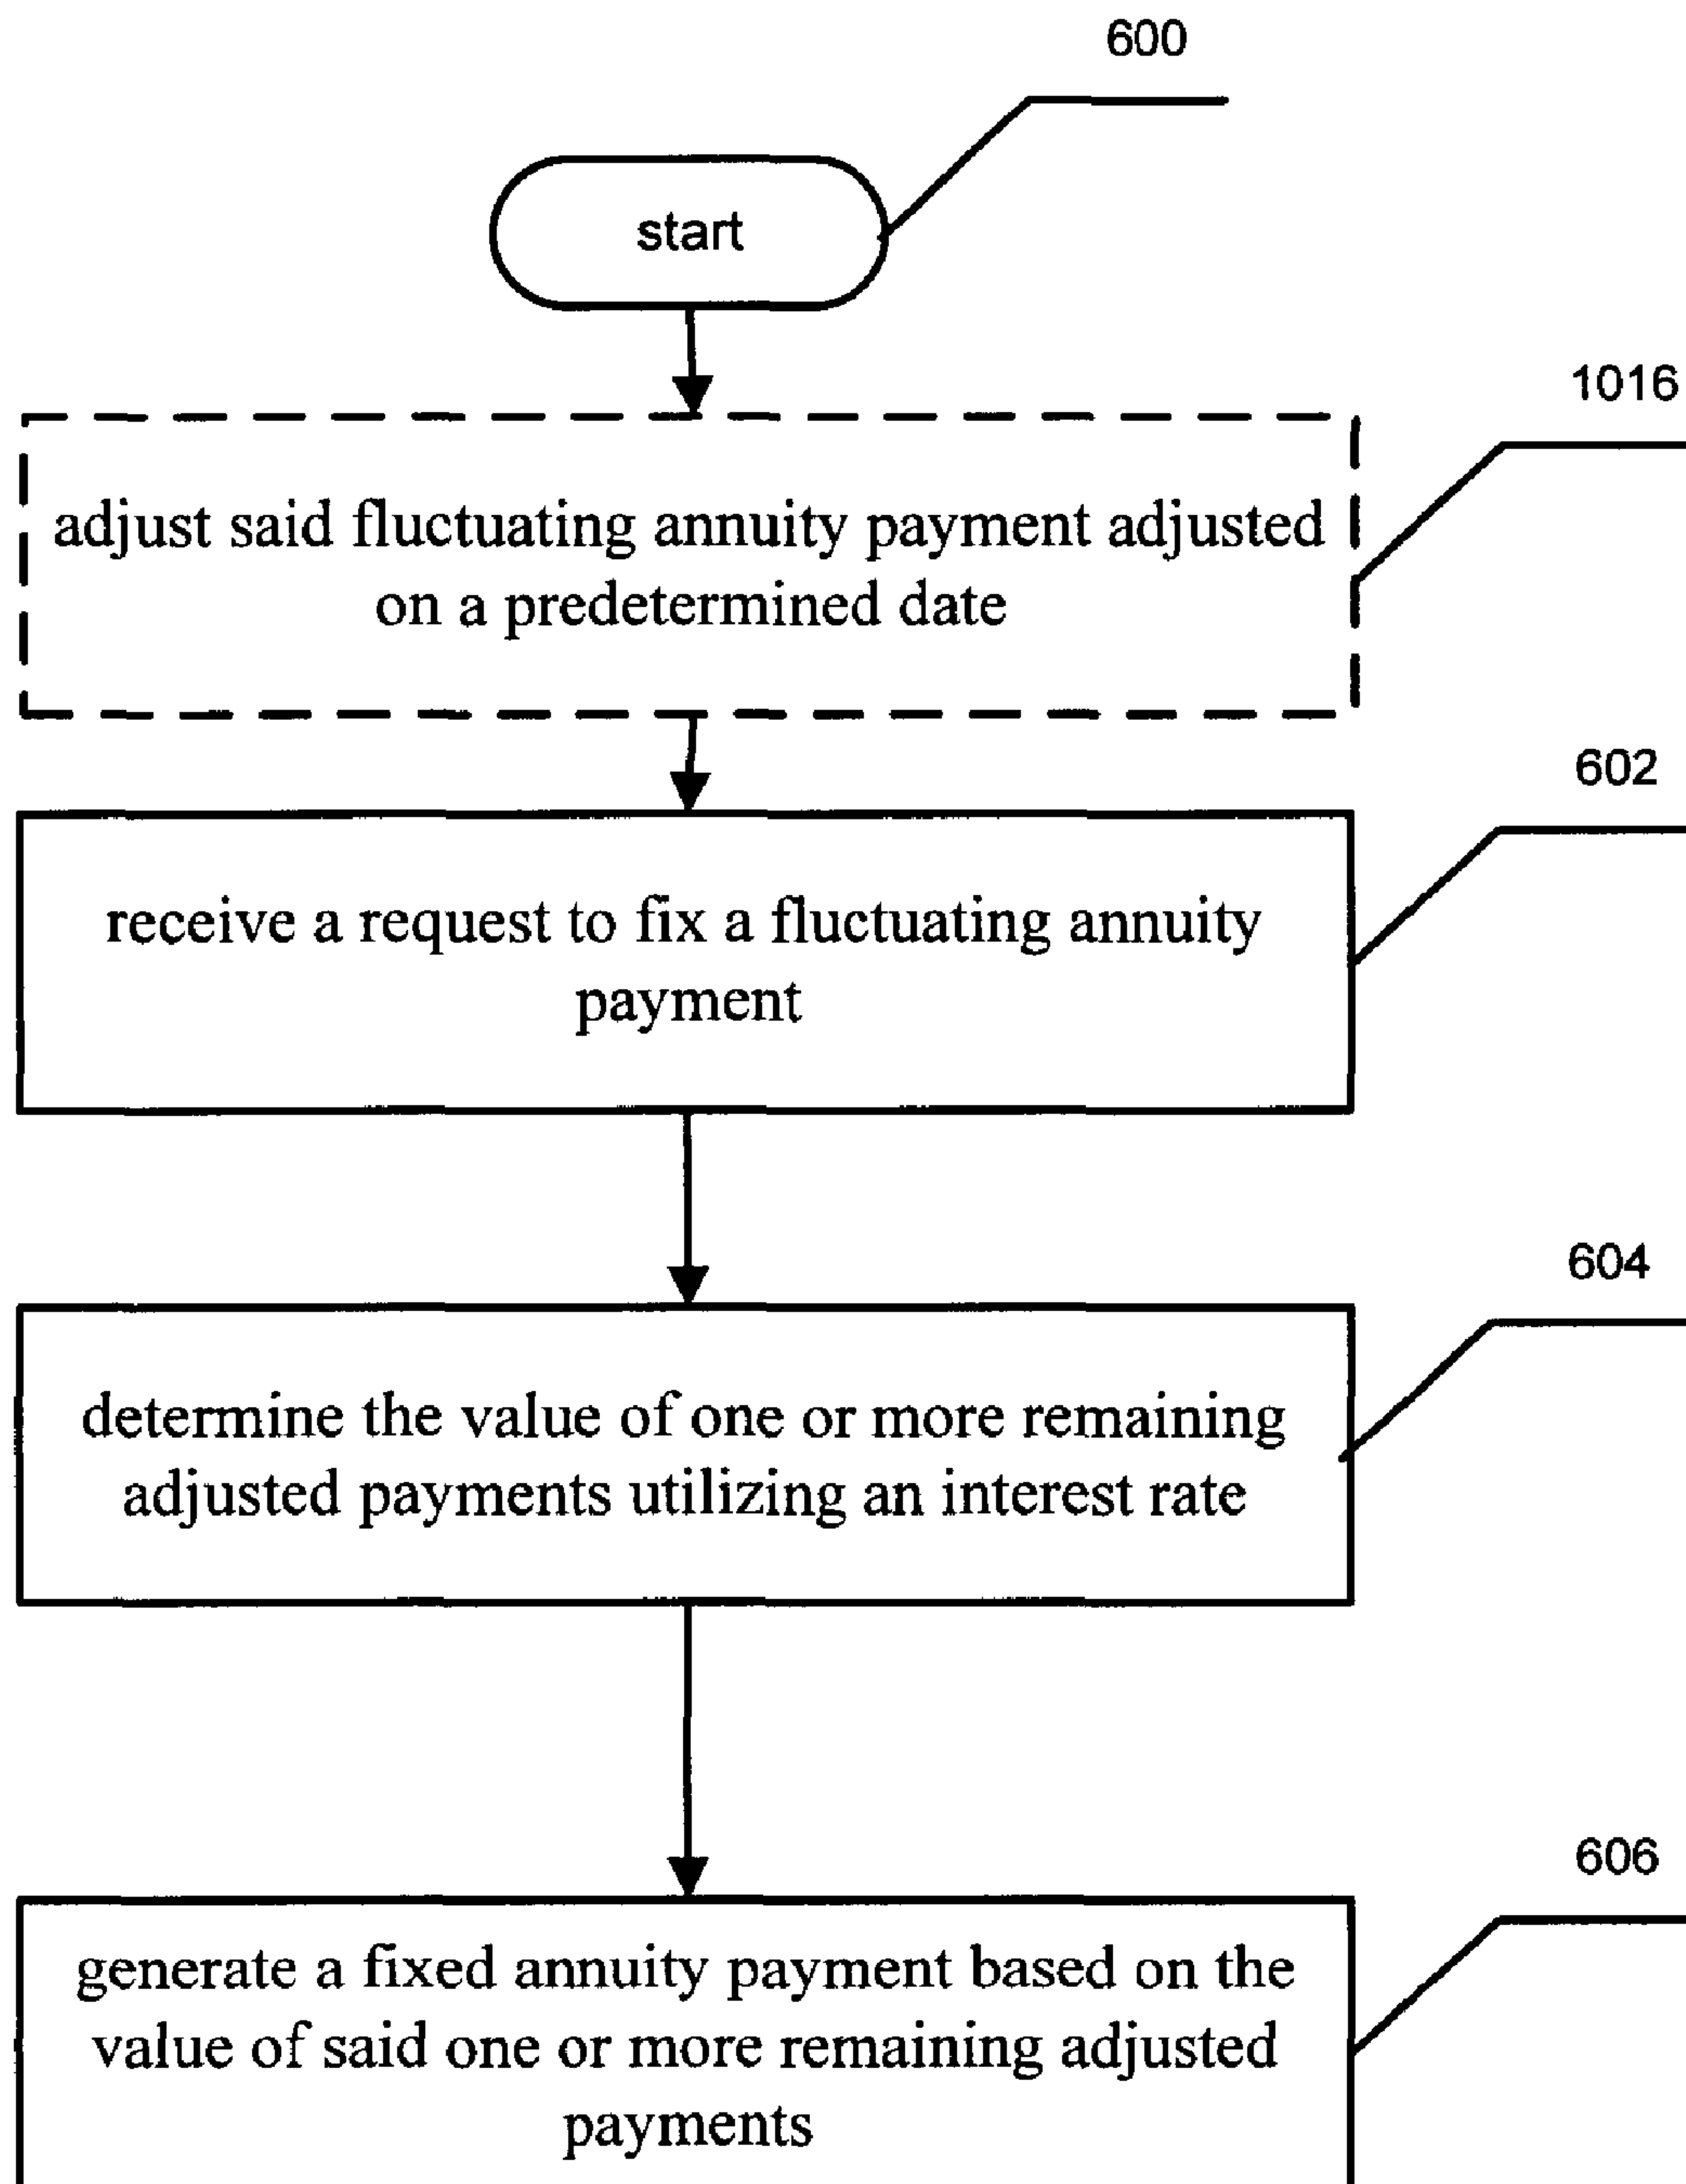 600
start
1016
adjust said fluctuating annuity payment adjusted
on a predetermined date
602
receive a request to fix a fluctuating annuity
payment
604
determine the value of one or more remaining
adjusted payments utilizing an interest rate
606
generate a fixed annuity payment based on the
value of said one or more remaining adjusted
payments